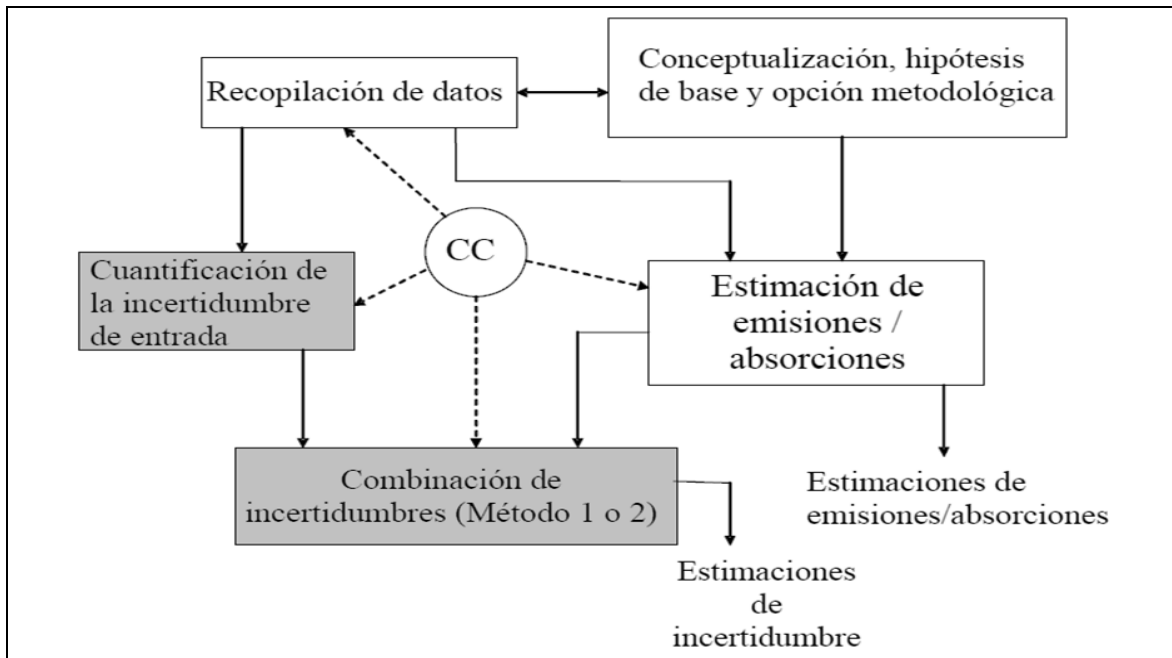 Conceptualización, hipótesis
de base y opción metodológica
Recopilación de datos
CC
Cuantificación de
la incertidumbre
de entrada
Estimación de
emisiones /
absorciones
Combinación de
incertidumbres (Método 1 o 2)
Estimaciones de
emisiones/absorciones
Estimaciones
de
incertidumbre